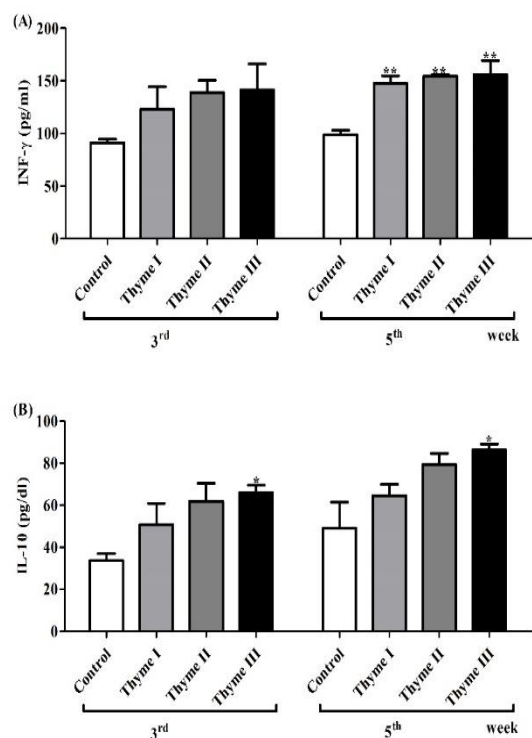 (A)
INF-γ (pg/ml)
200
150
100
50
0
** ** **
Control Thyme I Thyme II Thyme III Control Thyme I Thyme II Thyme III
3rd 5th week
(B)
IL-10 (pg/dl)
100
80
60
40
20
0
* *
Control Thyme I Thyme II Thyme III Control Thyme I Thyme II Thyme III
3rd 5th week